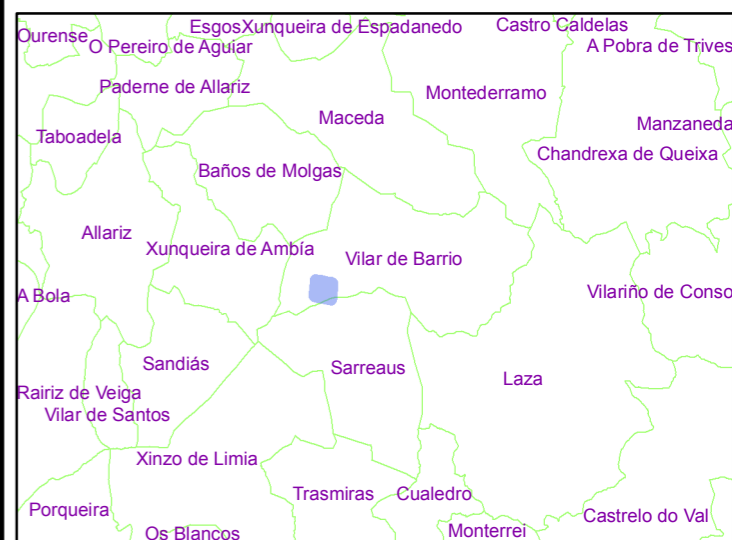 Ourense
O Pereiro de Aguiar
Esgos
Xunqueira de Espadanedo
Castro Caldelas
A Pobra de Trives
Paderne de Allariz
Montederramo
Maceda
Taboadela
Manzaneda
Chandrexa de Queixa
Baños de Molgas
Allariz
Xunqueira de Ambía
Vilar de Barrio
A Bola
Vilariño de Conso
Sandiás
Sarreaus
Laza
Rairiz de Veiga
Vilar de Santos
Xinzo de Limia
Trasmiras
Cualedro
Porqueira
Castrelo do Val
Os Blancos
Monterrei